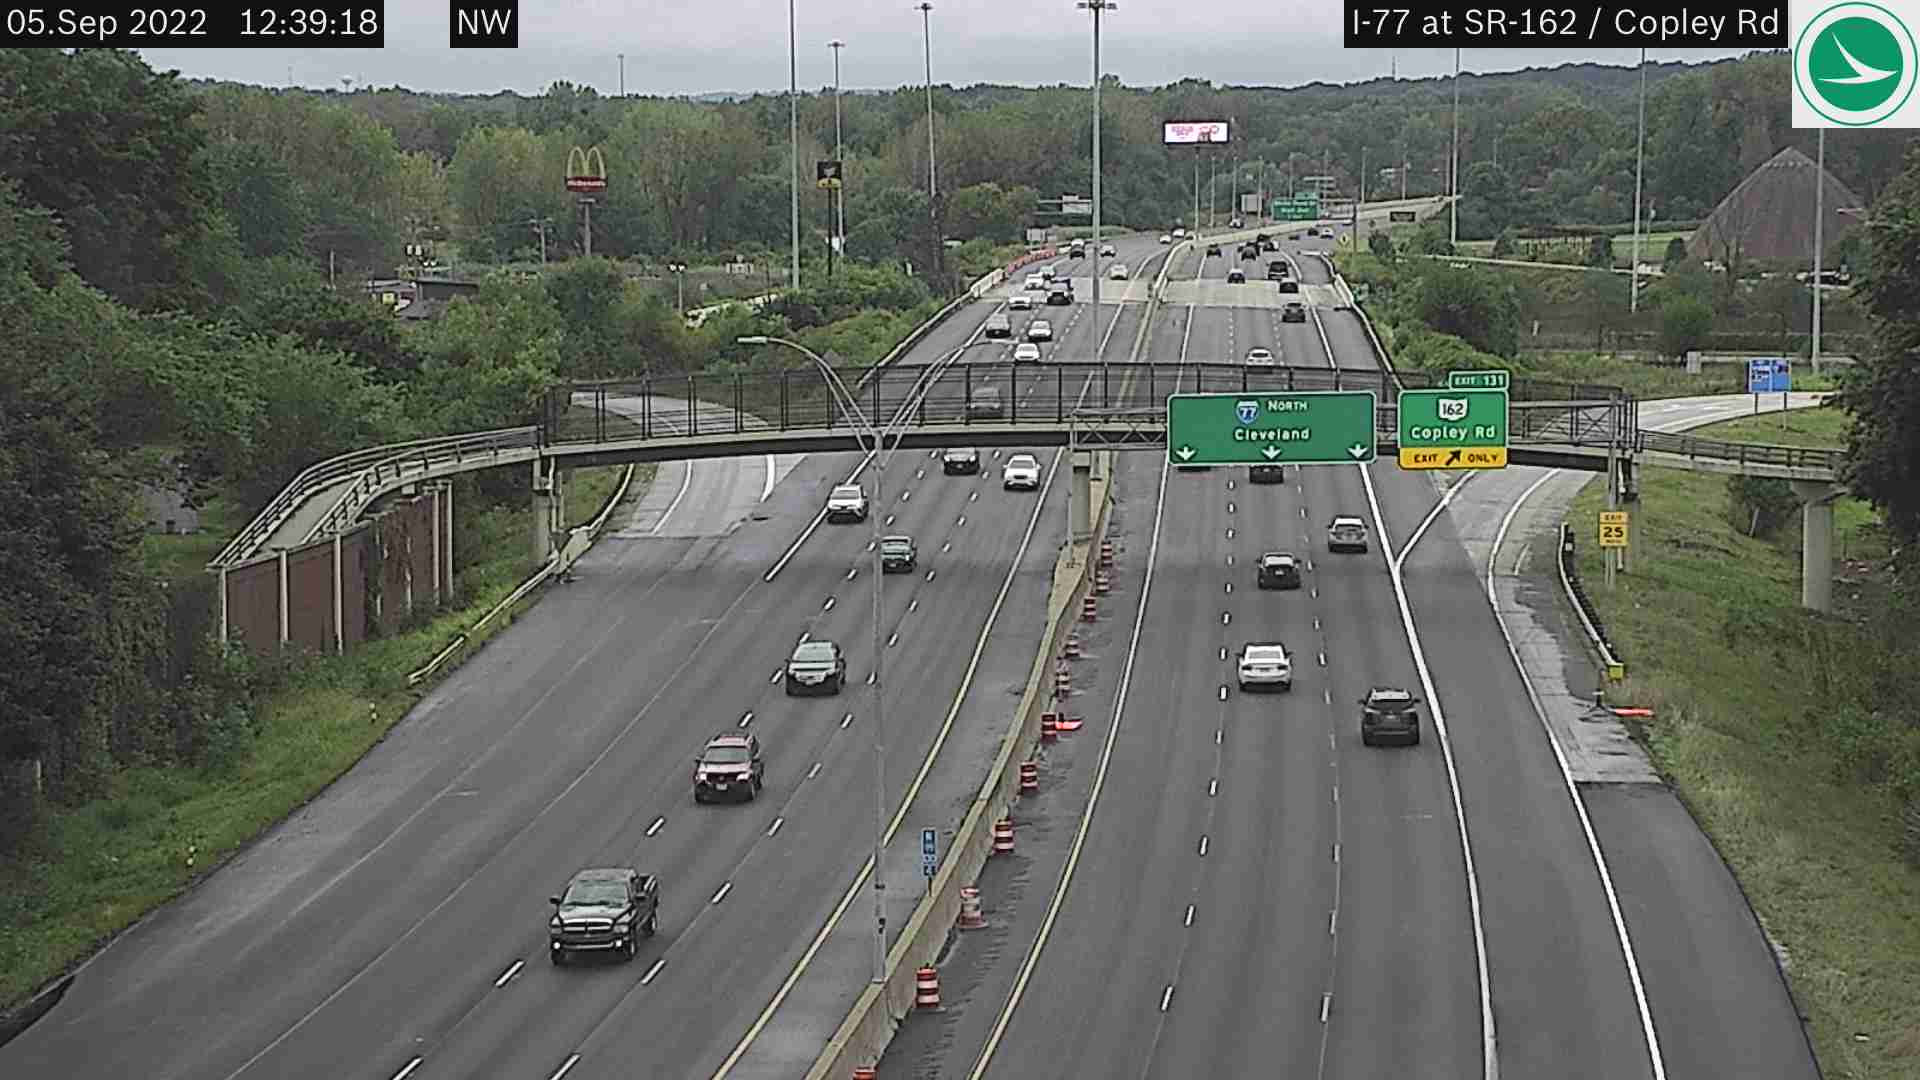 05.Sep 2022 12:39:18
NW
I-77 at SR-162 / Copley Rd
McDonald's
EXIT 131
77 NORTH
Cleveland
162
Copley Rd
EXIT ONLY
EXIT
25